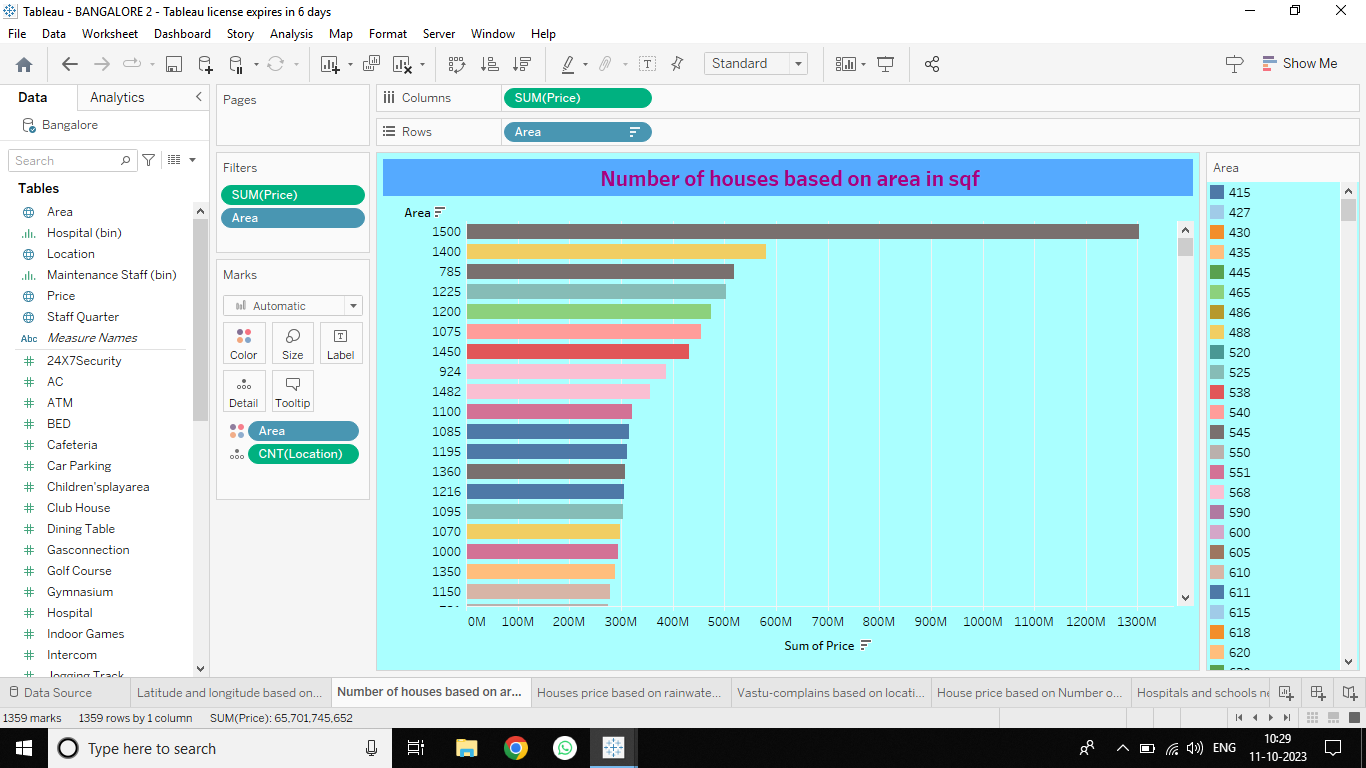 Tableau - BANGALORE 2 - Tableau license expires in 6 days
File Data Worksheet Dashboard Story Analysis Map Format Server Window Help
Standard
Show Me
Data Analytics
Bangalore
Search
Tables
Area
Hospital (bin)
Location
Maintenance Staff (bin)
Price
Staff Quarter
Abc Measure Names
24X7Security
AC
ATM
BED
Cafeteria
Car Parking
Children'splayarea
Club House
Dining Table
Gasconnection
Golf Course
Gymnasium
Hospital
Indoor Games
Intercom
Jogging Track
Pages
Filters
SUM(Price)
Area
Marks
Automatic
Color Size Label
Detail Tooltip
Area
CNT(Location)
Columns SUM(Price)
Rows Area
Number of houses based on area in sqf
Area
1500
1400
785
1225
1200
1075
1450
924
1482
1100
1085
1195
1360
1216
1095
1070
1000
1350
1150
0M 100M 200M 300M 400M 500M 600M 700M 800M 900M 1000M 1100M 1200M 1300M
Sum of Price
Area
415
427
430
435
445
465
486
488
520
525
538
540
545
550
551
568
590
600
605
610
611
615
618
620
Data Source Latitude and longitude based on... Number of houses based on ar... Houses price based on rainwate... Vastu-complains based on locati... House price based on Number o... Hospitals and schools ne
1359 marks 1359 rows by 1 column SUM(Price): 65,701,745,652
Type here to search
ENG
10:29
11-10-2023